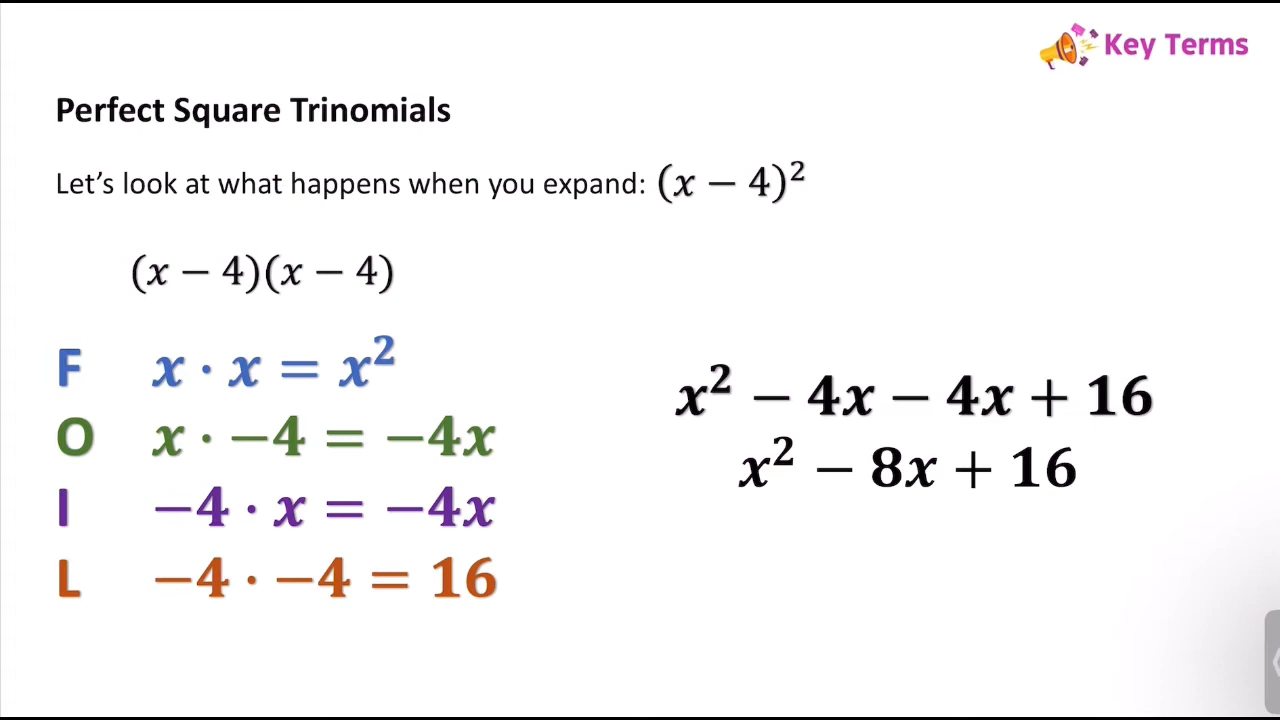 Key Terms
Perfect Square Trinomials
Let’s look at what happens when you expand: (x − 4)²
(x − 4)(x − 4)
F x · x = x²
O x · −4 = −4x
I −4 · x = −4x
L −4 · −4 = 16
x² − 4x − 4x + 16
x² − 8x + 16